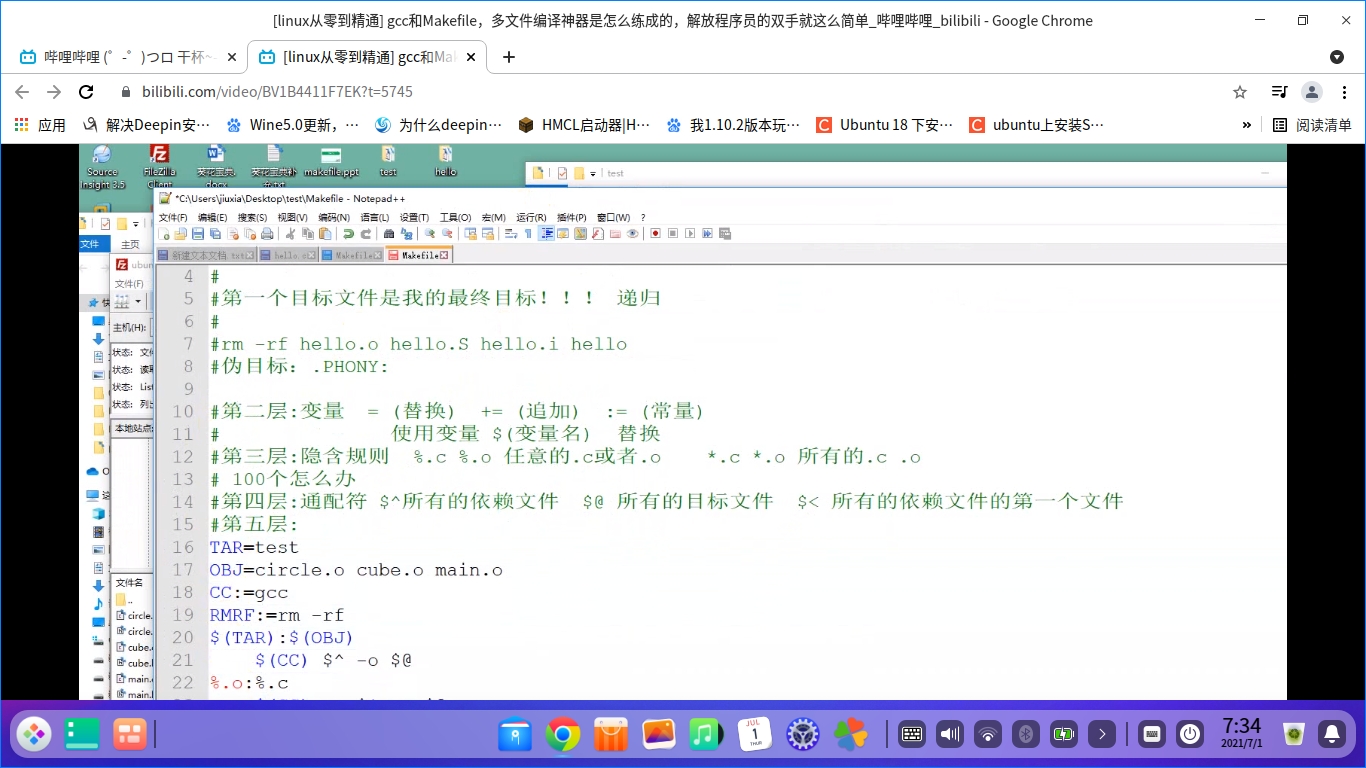 [linux从零到精通] gcc和Makefile，多文件编译神器是怎么练成的，解放程序员的双手就这么简单_哔哩哔哩_bilibili - Google Chrome
哔哩哔哩 (゜-゜)つロ 干杯~
[linux从零到精通] gcc和Ma
bilibili.com/video/BV1B4411F7EK?t=5745
应用 解决Deepin安… Wine5.0更新，… 为什么deepin… HMCL启动器|H… 我1.10.2版本玩… Ubuntu 18 下安… ubuntu上安装S… » 阅读清单
Source Insight 3.5
FileZilla Client
葵花宝典.docx
makefile.ppt
test
hello
test
*C:\Users\jiuxia\Desktop\test\Makefile - Notepad++
文件(F) 编辑(E) 搜索(S) 视图(V) 编码(N) 语言(L) 设置(T) 工具(O) 宏(M) 运行(R) 插件(P) 窗口(W) ?
新建文本文档.txt hello.c Makefile Makefile
文件 主页
文件(F)
主机(H):
状态:
状态:
状态: List
状态:
本地站点:
文件名
..
circle.
circle.
cube.
cube.
main.
main.
4 #
5 #第一个目标文件是我的最终目标！！！ 递归
6 #
7 #rm -rf hello.o hello.S hello.i hello
8 #伪目标：.PHONY:
9
10 #第二层:变量 = (替换) += (追加) := (常量)
11 # 使用变量 $(变量名) 替换
12 #第三层:隐含规则 %.c %.o 任意的.c或者.o *.c *.o 所有的.c .o
13 # 100个怎么办
14 #第四层:通配符 $^所有的依赖文件 $@ 所有的目标文件 $< 所有的依赖文件的第一个文件
15 #第五层:
16 TAR=test
17 OBJ=circle.o cube.o main.o
18 CC:=gcc
19 RMRF:=rm -rf
20 $(TAR):$(OBJ)
21 $(CC) $^ -o $@
22 %.o:%.c
JUL
1
THUR
7:34
2021/7/1